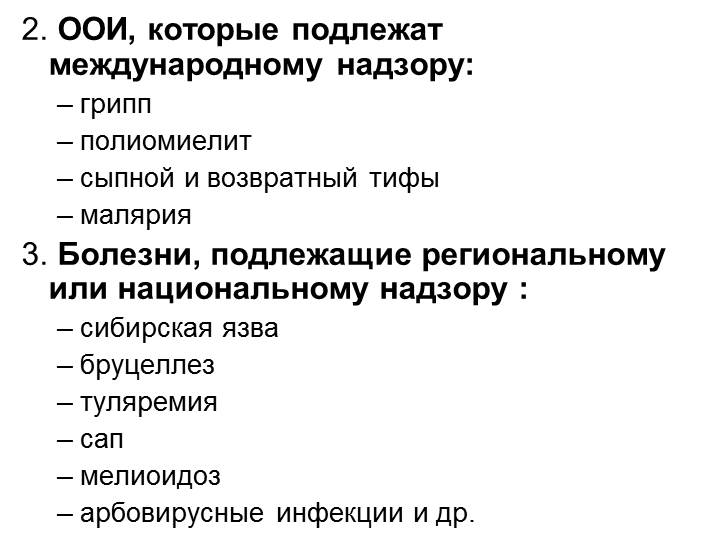 2. ООИ, которые подлежат
международному надзору:
– грипп
– полиомиелит
– сыпной и возвратный тифы
– малярия
3. Болезни, подлежащие региональному
или национальному надзору :
– сибирская язва
– бруцеллез
– туляремия
– сап
– мелиоидоз
– арбовирусные инфекции и др.